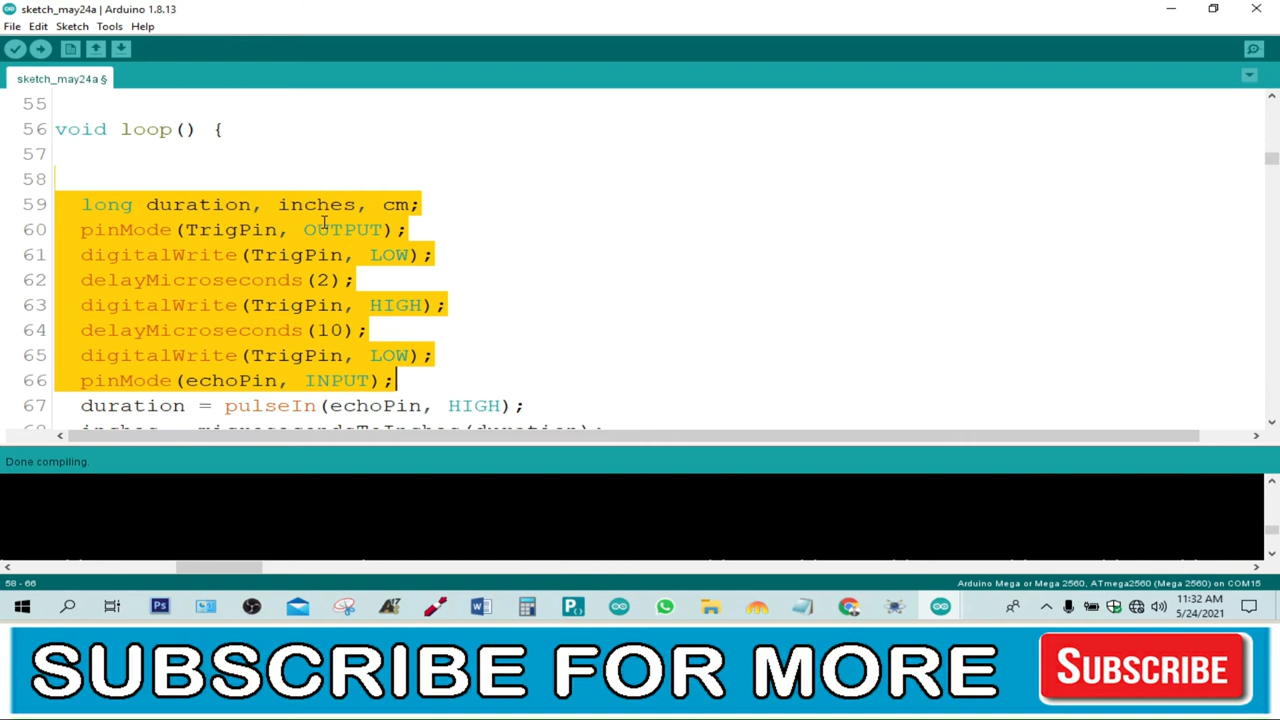 sketch_may24a | Arduino 1.8.13
File Edit Sketch Tools Help
sketch_may24a §
55
56 void loop() {
57
58
59 long duration, inches, cm;
60 pinMode(TrigPin, OUTPUT);
61 digitalWrite(TrigPin, LOW);
62 delayMicroseconds(2);
63 digitalWrite(TrigPin, HIGH);
64 delayMicroseconds(10);
65 digitalWrite(TrigPin, LOW);
66 pinMode(echoPin, INPUT);
67 duration = pulseIn(echoPin, HIGH);
Done compiling.
58 - 66
Arduino Mega or Mega 2560, ATmega2560 (Mega 2560) on COM15
11:32 AM
5/24/2021
SUBSCRIBE FOR MORE
SUBSCRIBE